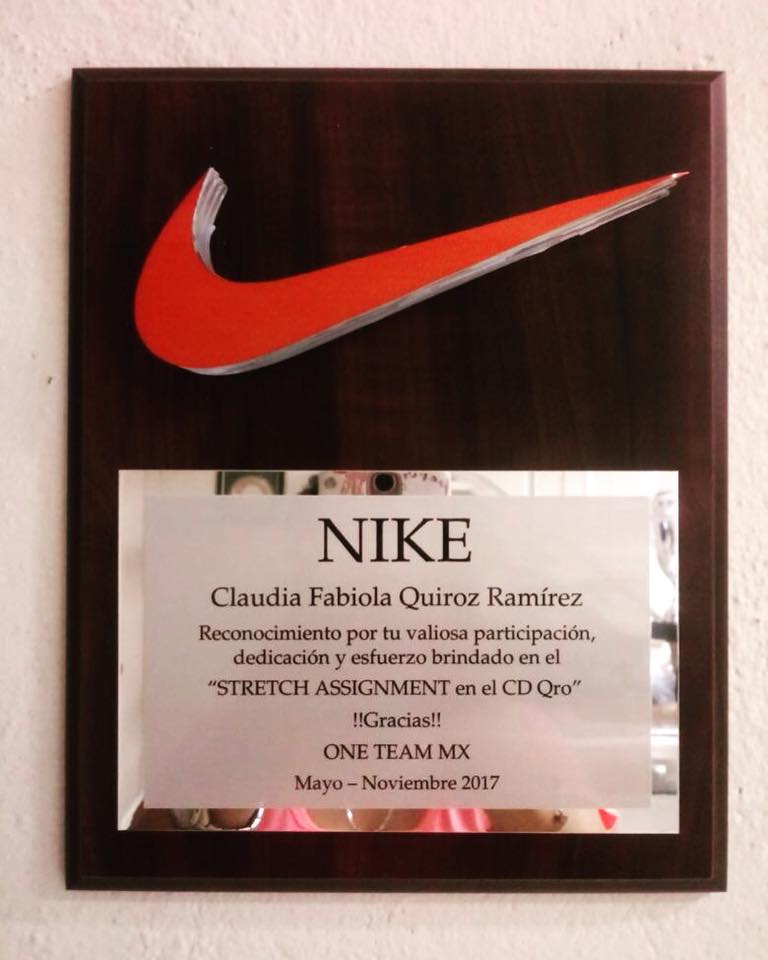 NIKE
Claudia Fabiola Quiroz Ramírez
Reconocimiento por tu valiosa participación,
dedicación y esfuerzo brindado en el
“STRETCH ASSIGNMENT en el CD Qro”
!!Gracias!!
ONE TEAM MX
Mayo – Noviembre 2017